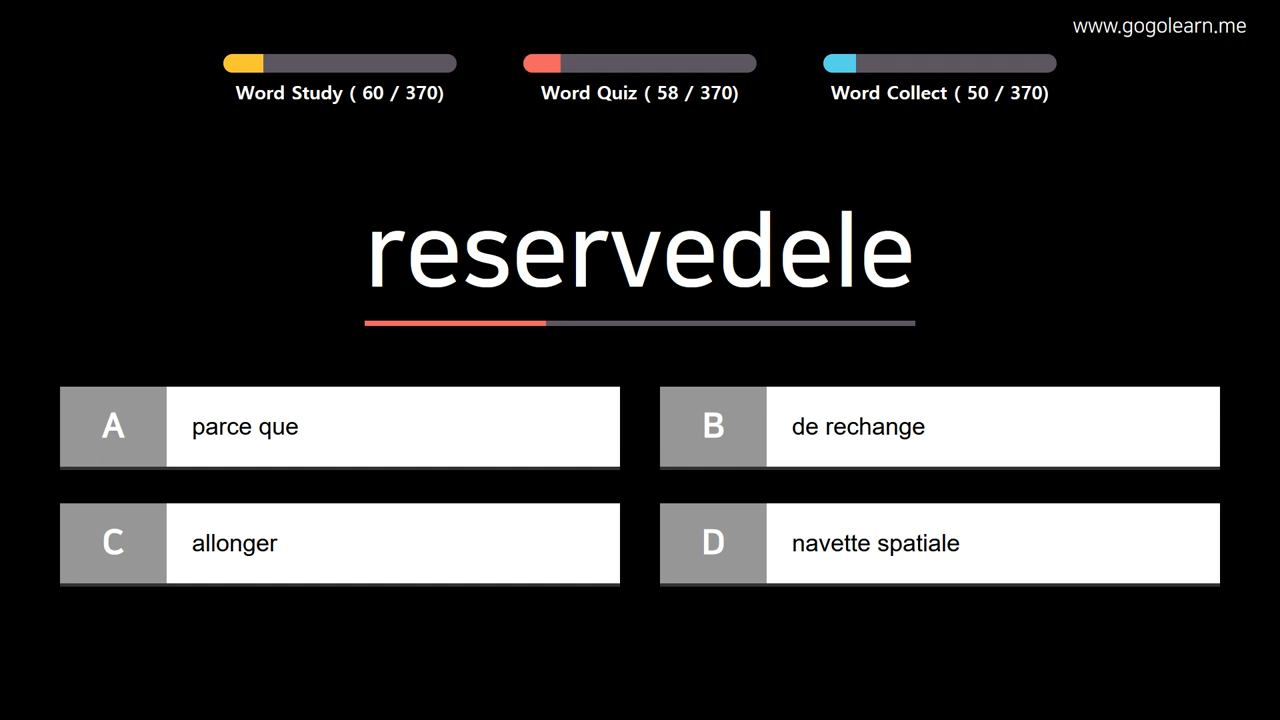 www.gogolearn.me
Word Study ( 60 / 370)
Word Quiz ( 58 / 370)
Word Collect ( 50 / 370)
reservedele
A parce que
B de rechange
C allonger
D navette spatiale